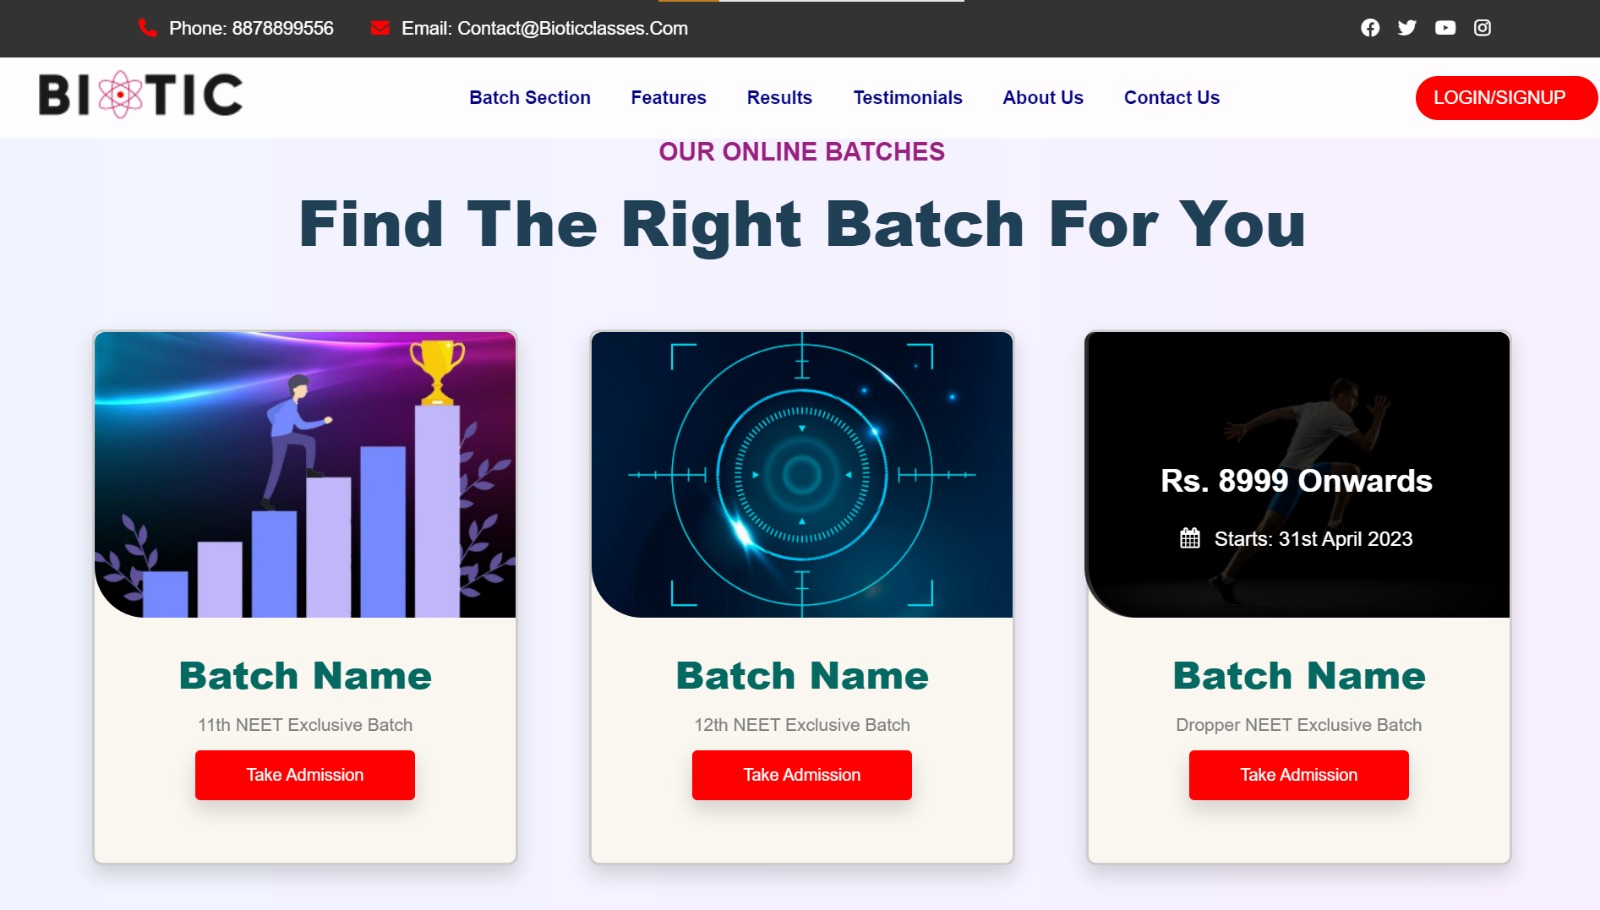 Phone: 8878899556
Email: Contact@Bioticclasses.Com
BIOTIC
Batch Section
Features
Results
Testimonials
About Us
Contact Us
LOGIN/SIGNUP
OUR ONLINE BATCHES
Find The Right Batch For You
Rs. 8999 Onwards
Starts: 31st April 2023
Batch Name
11th NEET Exclusive Batch
Take Admission
Batch Name
12th NEET Exclusive Batch
Take Admission
Batch Name
Dropper NEET Exclusive Batch
Take Admission